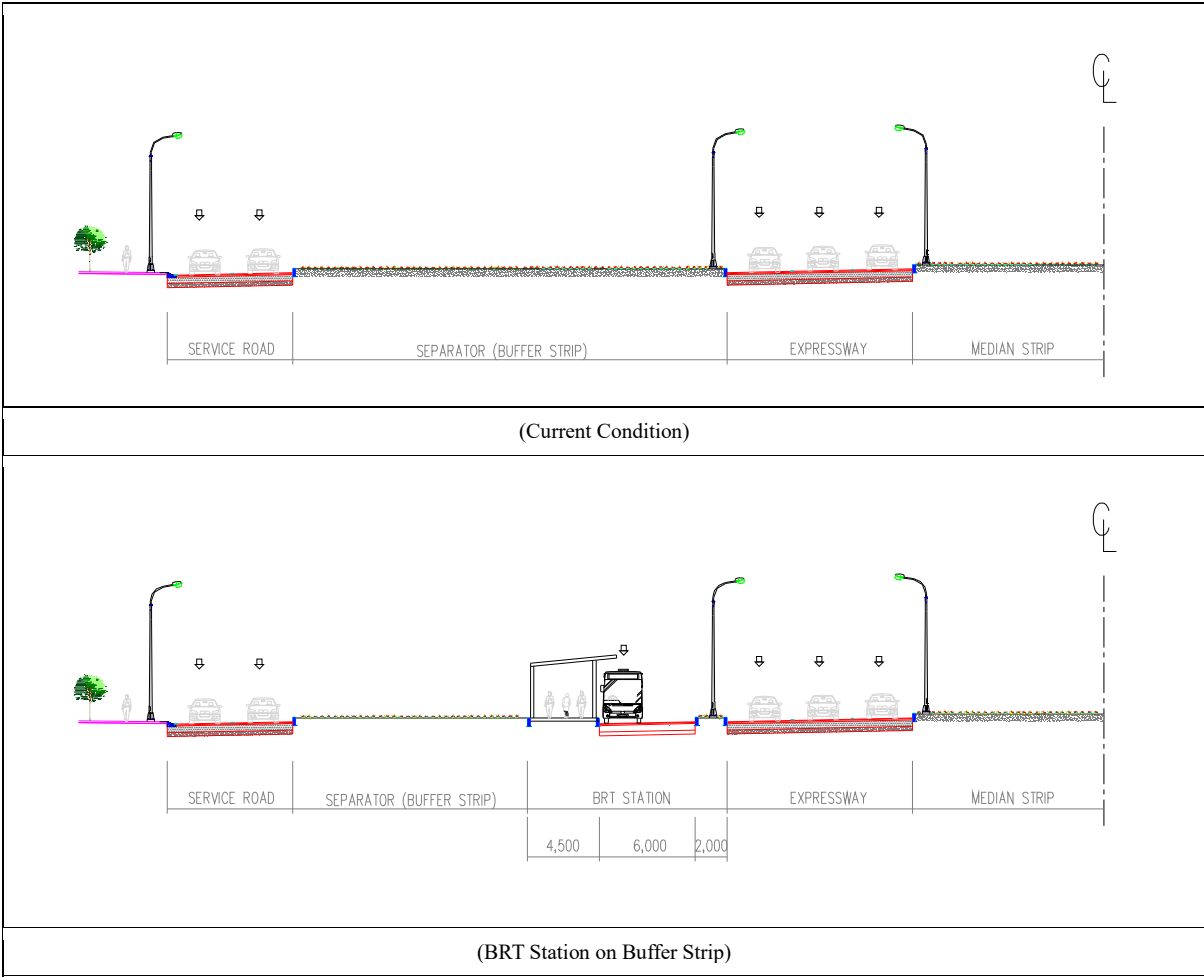 CL
SERVICE ROAD SEPARATOR (BUFFER STRIP) EXPRESSWAY MEDIAN STRIP
(Current Condition)
CL
SERVICE ROAD SEPARATOR (BUFFER STRIP) BRT STATION EXPRESSWAY MEDIAN STRIP
4,500 6,000 2,000
(BRT Station on Buffer Strip)